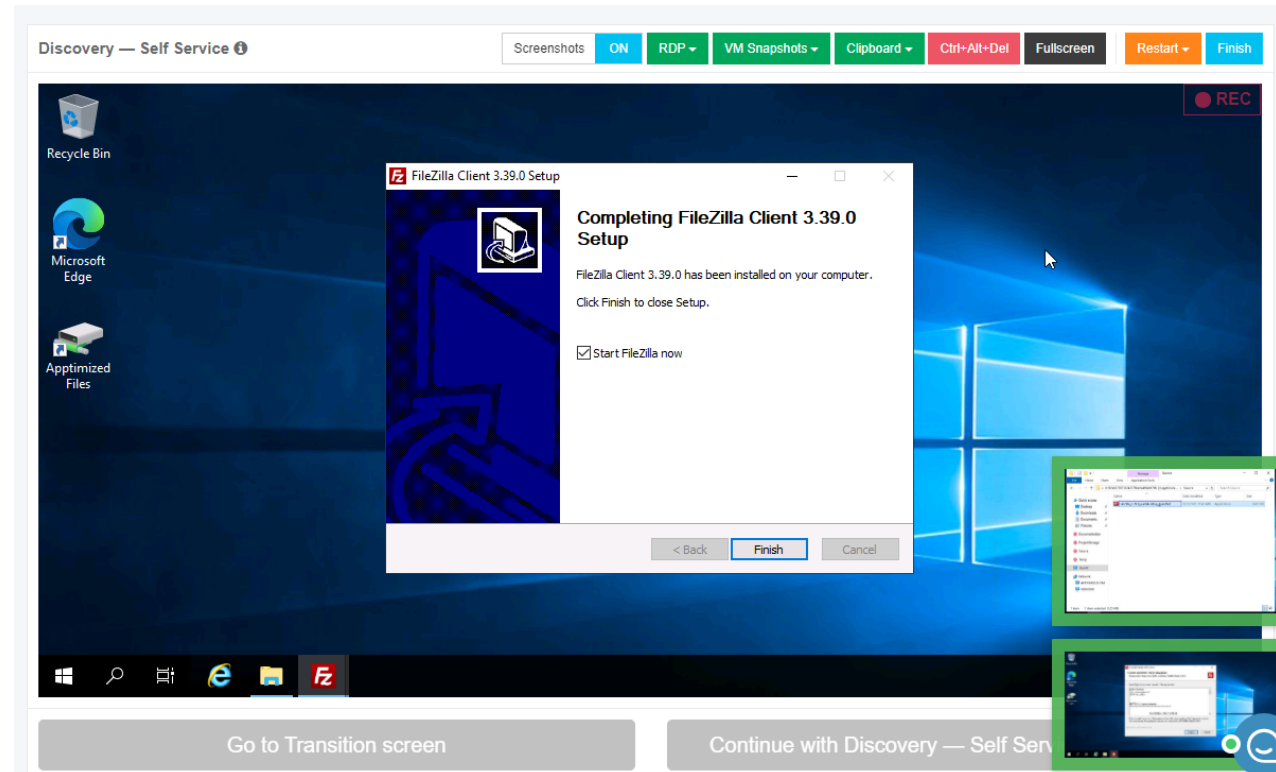 Discovery — Self Service
Screenshots ON RDP VM Snapshots Clipboard Ctrl+Alt+Del Fullscreen Restart Finish
REC
Recycle Bin
FileZilla Client 3.39.0 Setup
Completing FileZilla Client 3.39.0
Setup
FileZilla Client 3.39.0 has been installed on your computer.
Click Finish to close Setup.
Start FileZilla now
Microsoft
Edge
Apptimized
Files
< Back Finish Cancel
Go to Transition screen
Continue with Discovery — Self Serv